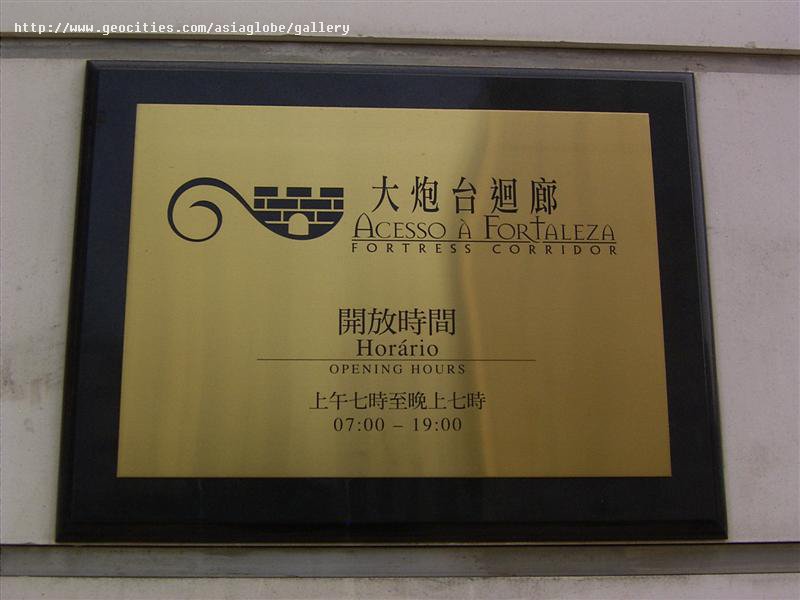 http://www.geocities.com/asiaglobe/gallery
大炮台迴廊
ACESSO À FORTALEZA
FORTRESS CORRIDOR
開放時間
Horário
OPENING HOURS
上午七時至晚上七時
07:00 – 19:00